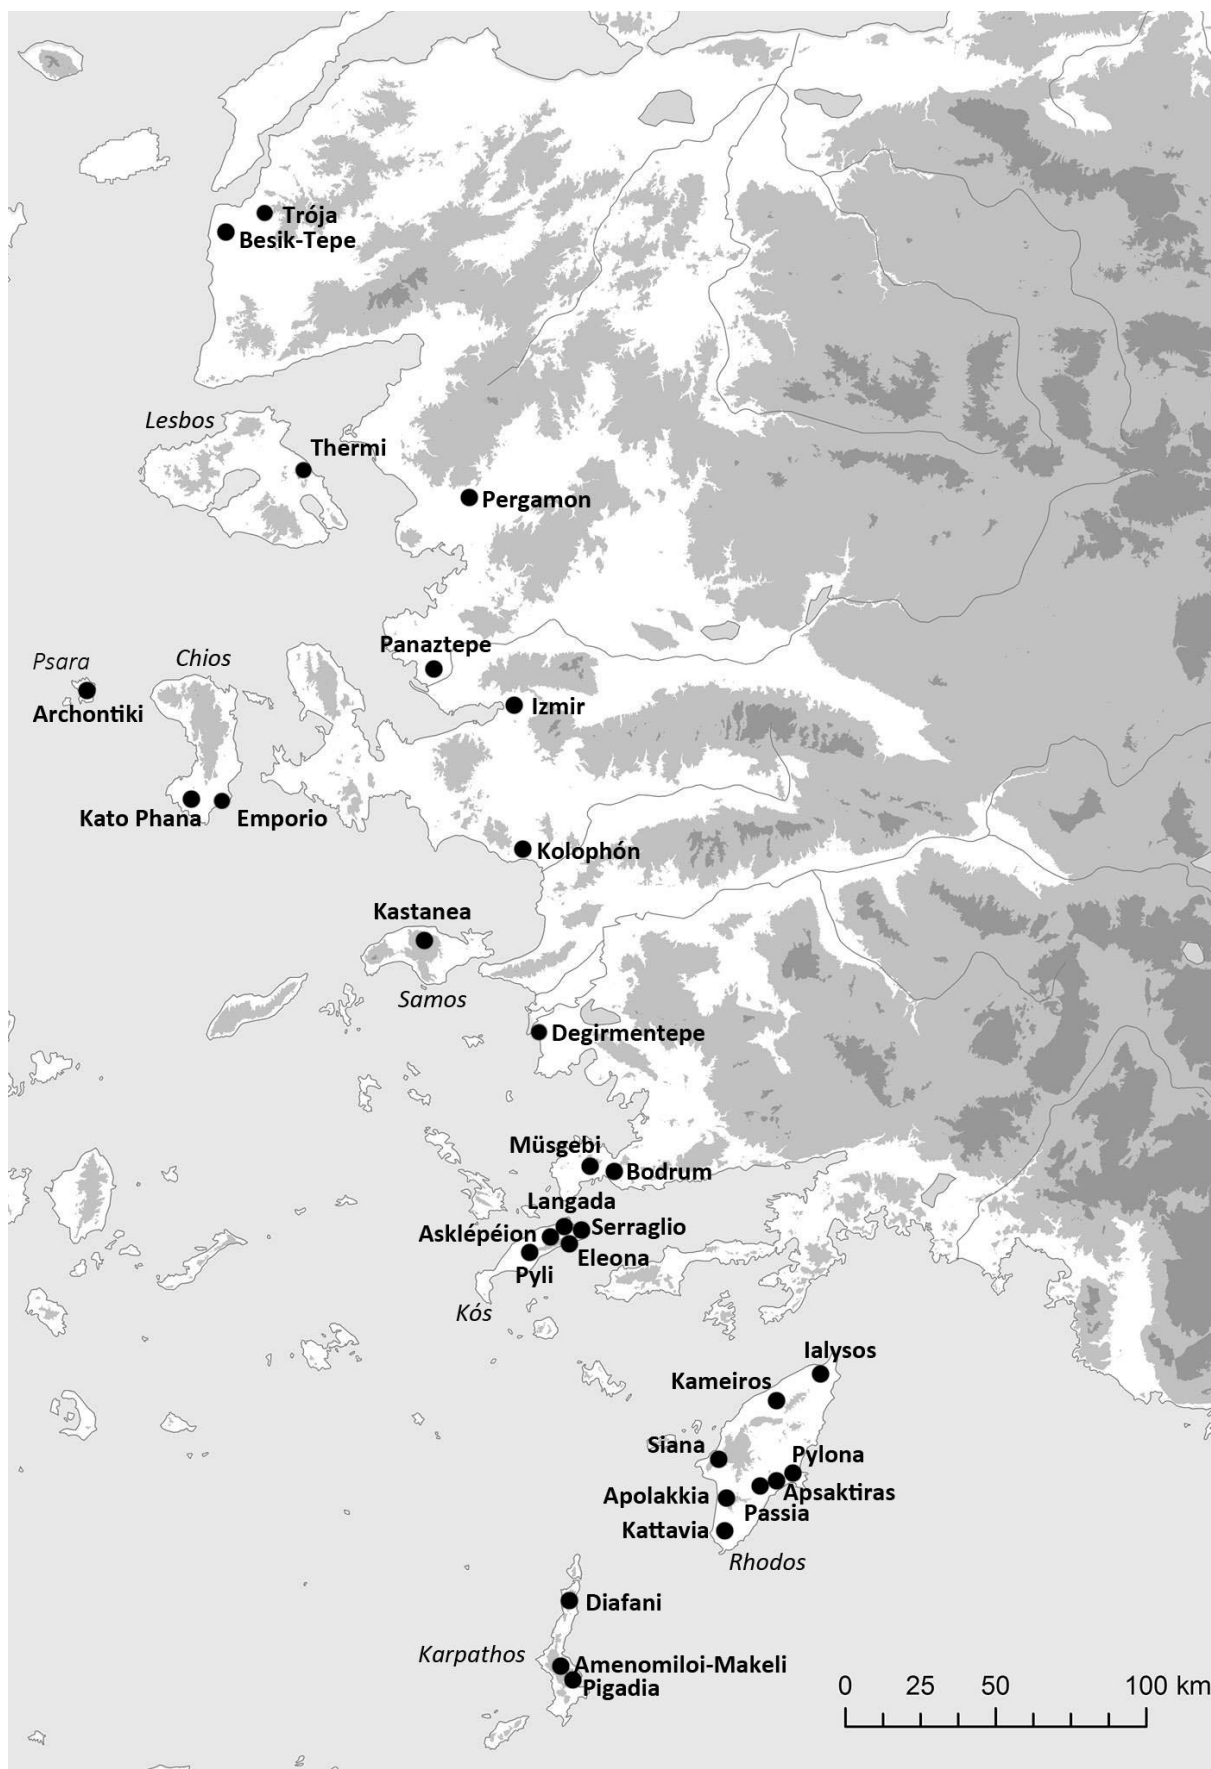 Trója
Besik-Tepe
Lesbos
Thermi
Pergamon
Panaztepe
Psara
Chios
Archontiki
Izmir
Kato Phana
Emporio
Kolophón
Kastanea
Samos
Degirmentepe
Müsgebi
Bodrum
Langada
Asklépéion
Serraglio
Eleona
Pyli
Kós
Ialysos
Kameiros
Siana
Pylona
Apolakkia
Apsaktiras
Passia
Kattavia
Rhodos
Diafani
Karpathos
Amenomiloi-Makeli
Pigadia
0 25 50 100 km